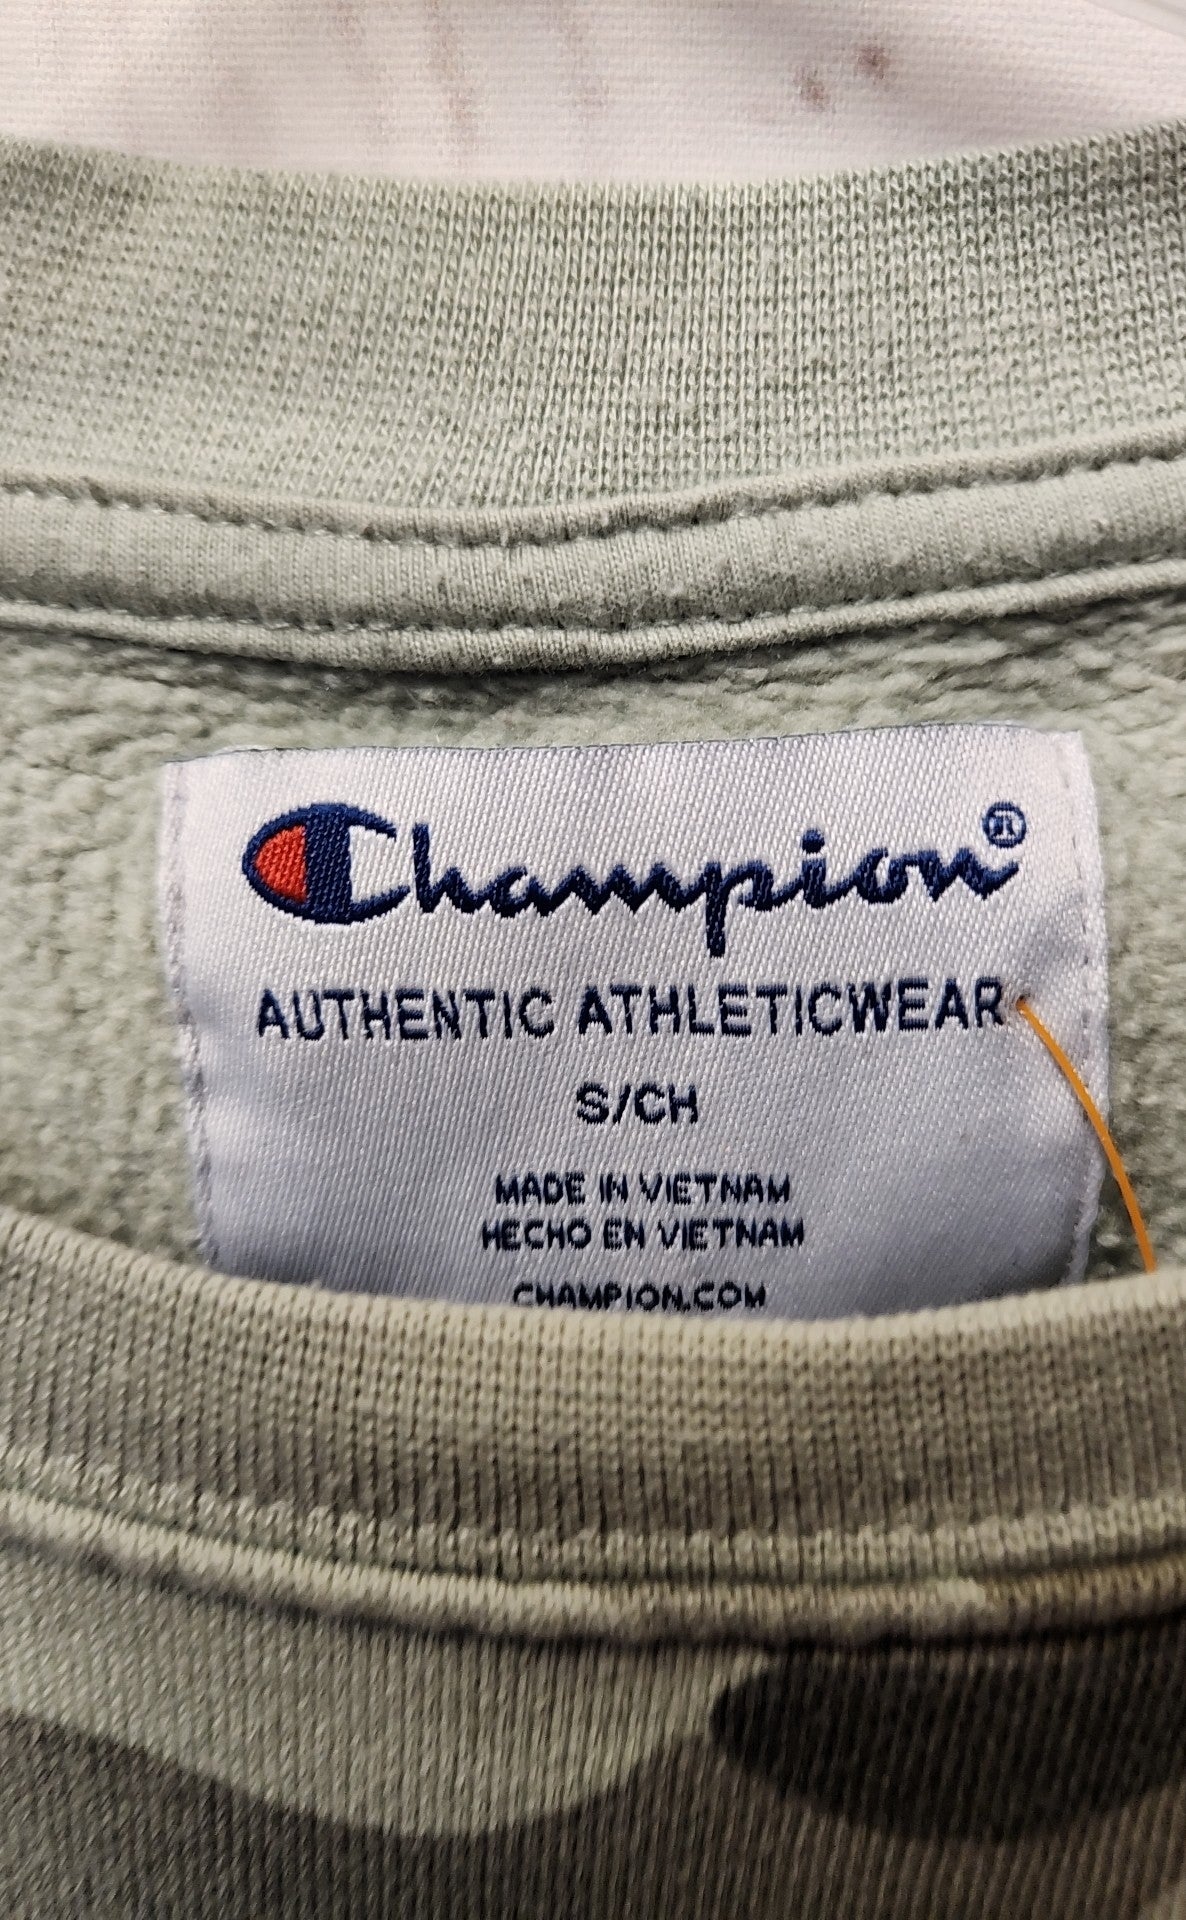 Champion®
AUTHENTIC ATHLETICWEAR
S/CH
MADE IN VIETNAM
HECHO EN VIETNAM
CHAMPION.COM